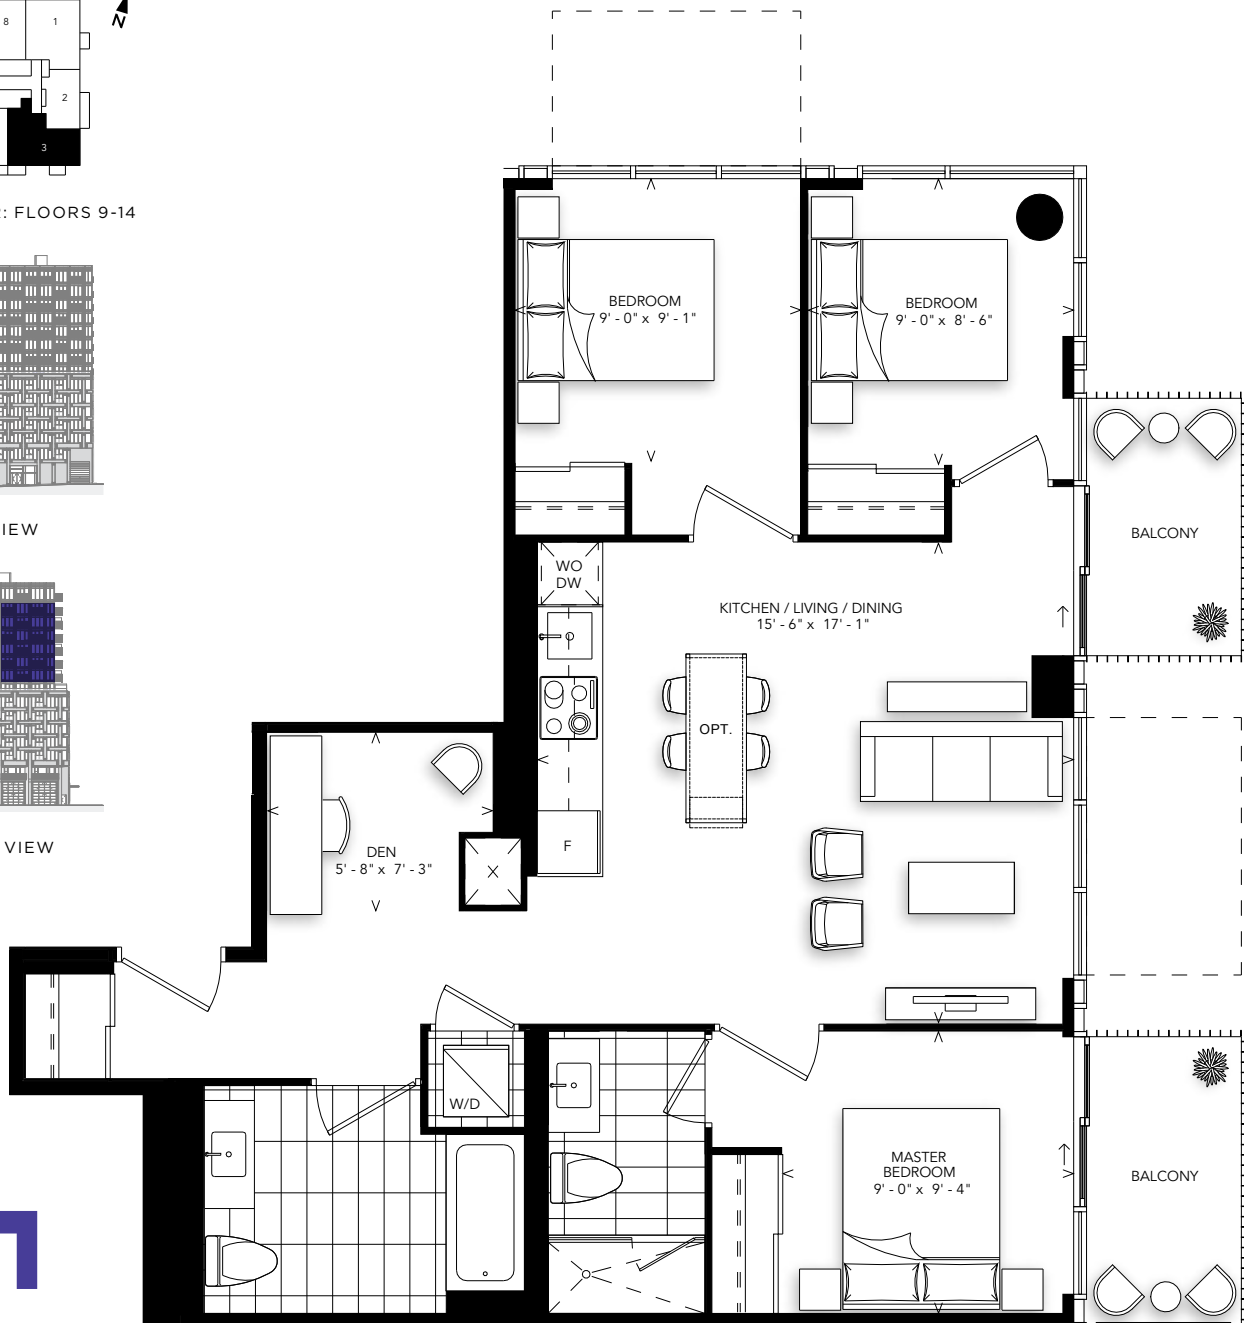 8
1
N
2
3
: FLOORS 9-14
IEW
VIEW
BEDROOM
9' - 0" x 9' - 1"
BEDROOM
9' - 0" x 8' - 6"
BALCONY
WO
DW
KITCHEN / LIVING / DINING
15' - 6" x 17' - 1"
OPT.
F
DEN
5' - 8" x 7' - 3"
X
W/D
MASTER
BEDROOM
9' - 0" x 9' - 4"
BALCONY